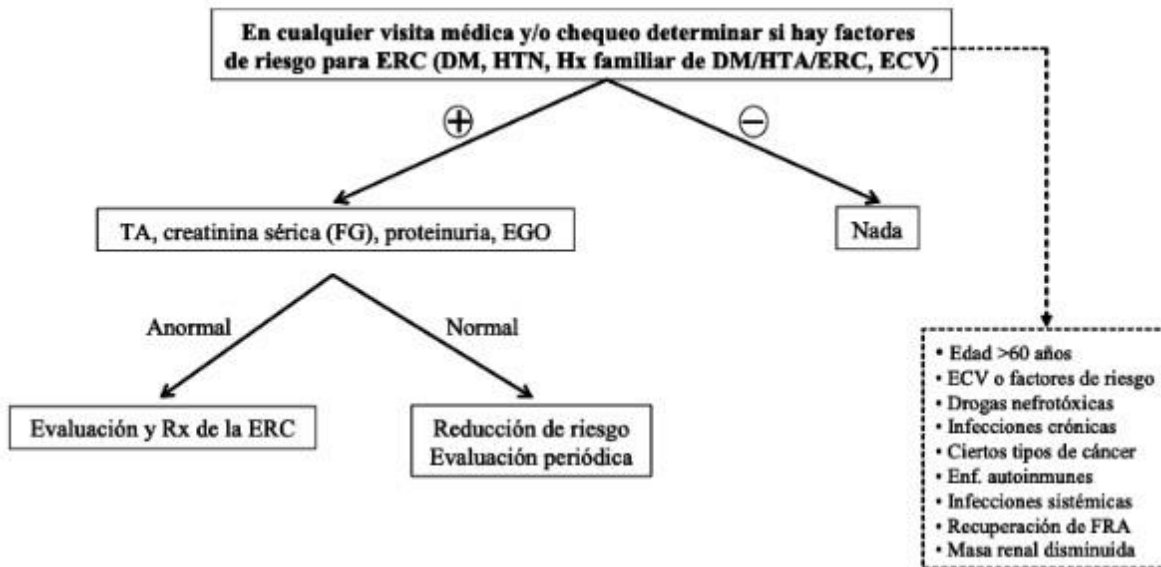 En cualquier visita médica y/o chequeo determinar si hay factores
de riesgo para ERC (DM, HTN, Hx familiar de DM/HTA/ERC, ECV)
+
−
TA, creatinina sérica (FG), proteinuria, EGO
Nada
Anormal
Normal
Evaluación y Rx de la ERC
Reducción de riesgo
Evaluación periódica
• Edad >60 años
• ECV o factores de riesgo
• Drogas nefrotóxicas
• Infecciones crónicas
• Ciertos tipos de cáncer
• Enf. autoinmunes
• Infecciones sistémicas
• Recuperación de FRA
• Masa renal disminuida